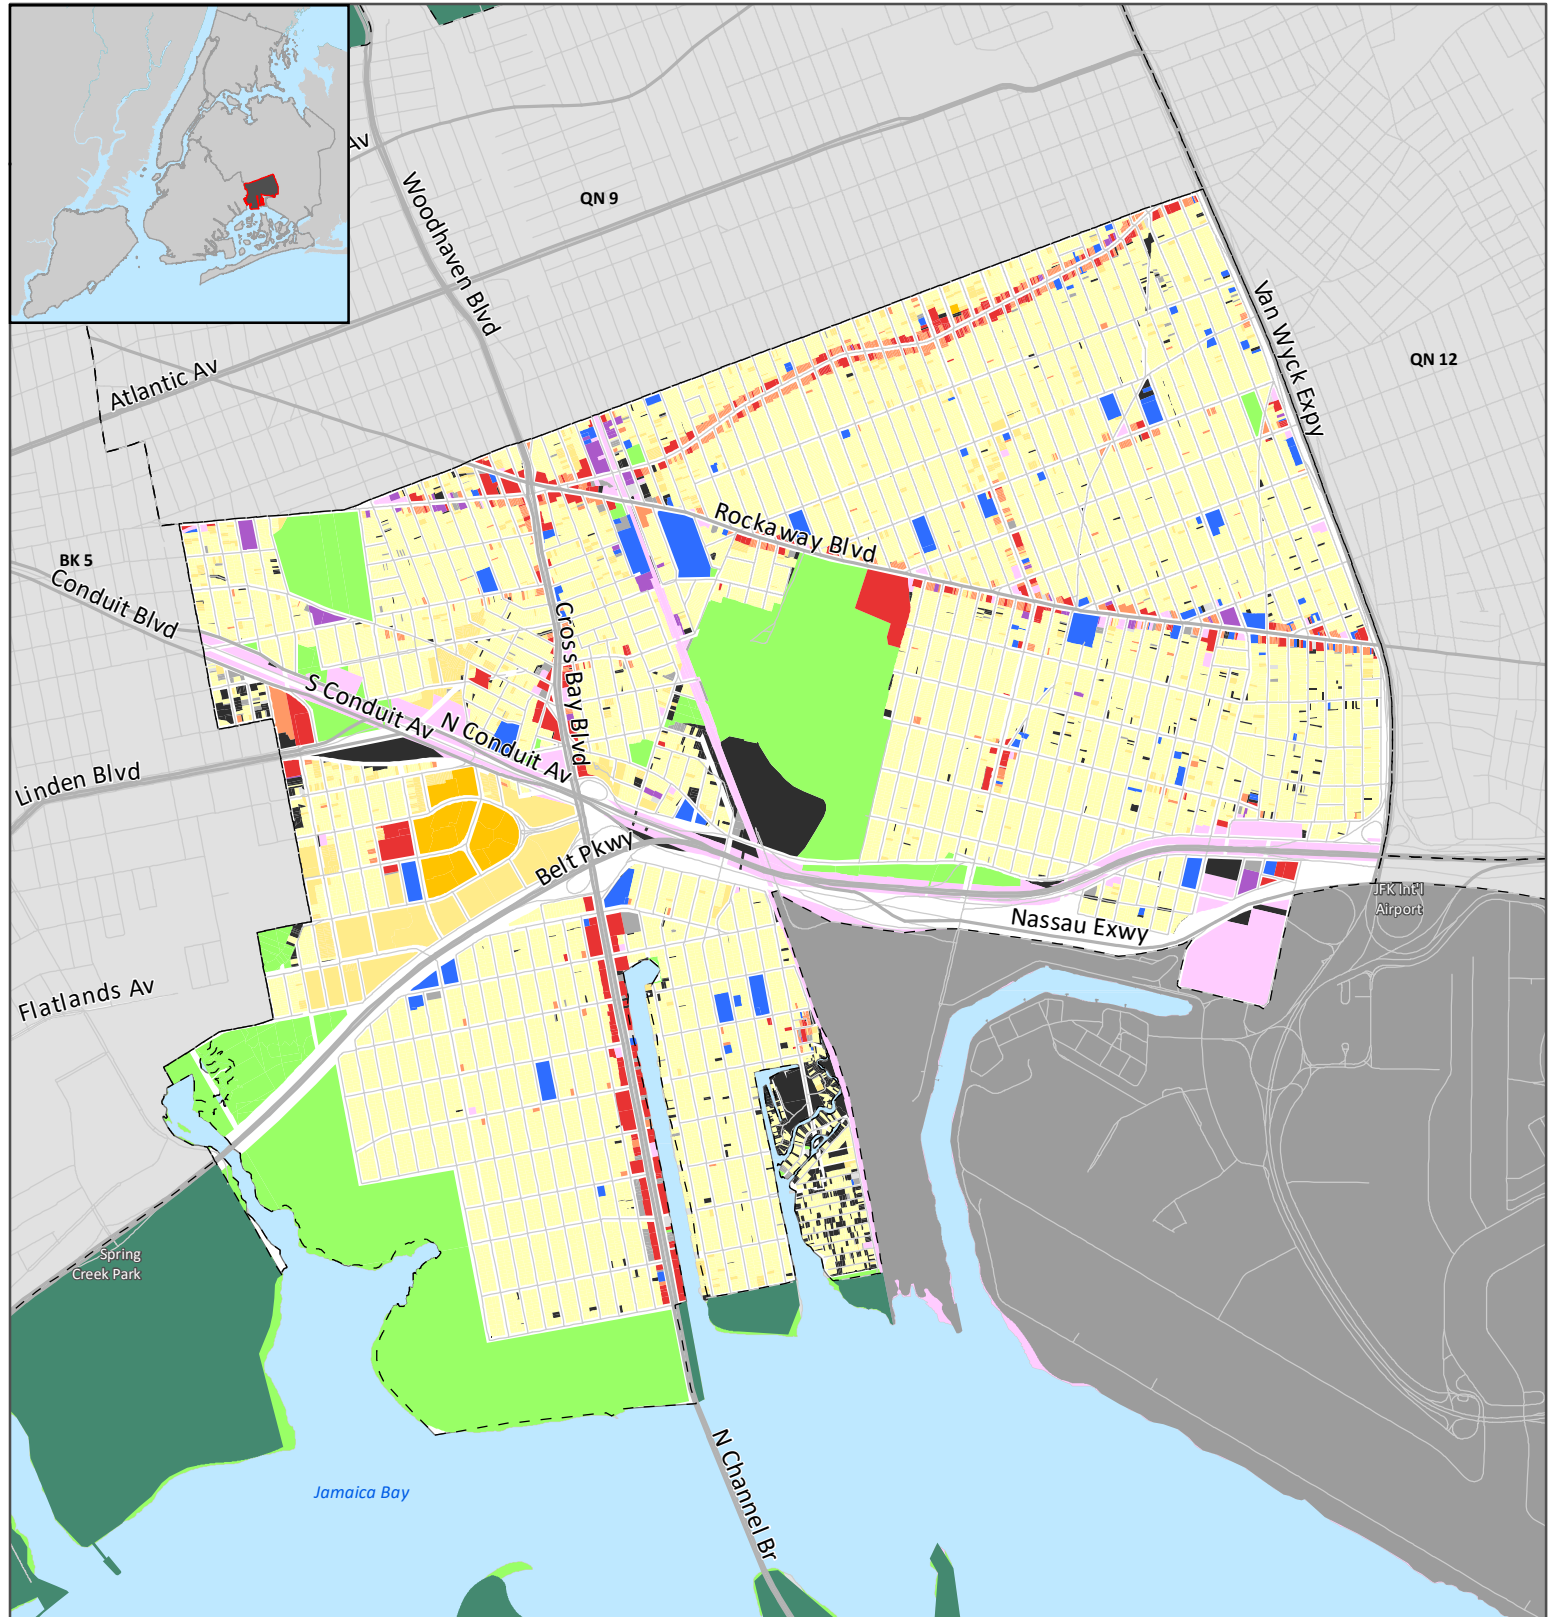 Av
Woodhaven Blvd
QN 9
Van Wyck Expy
QN 12
Atlantic Av
Rockaway Blvd
BK 5
Conduit Blvd
Cross Bay Blvd
S Conduit Av
N Conduit Av
Linden Blvd
Belt Pkwy
JFK Int'l
Airport
Nassau Exwy
Flatlands Av
Spring
Creek Park
N Channel Br
Jamaica Bay